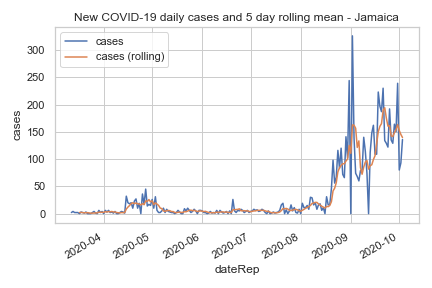 New COVID-19 daily cases and 5 day rolling mean - Jamaica
cases
cases (rolling)
300
250
200
150
100
50
0
cases
2020-04
2020-05
2020-06
2020-07
2020-08
2020-09
2020-10
dateRep